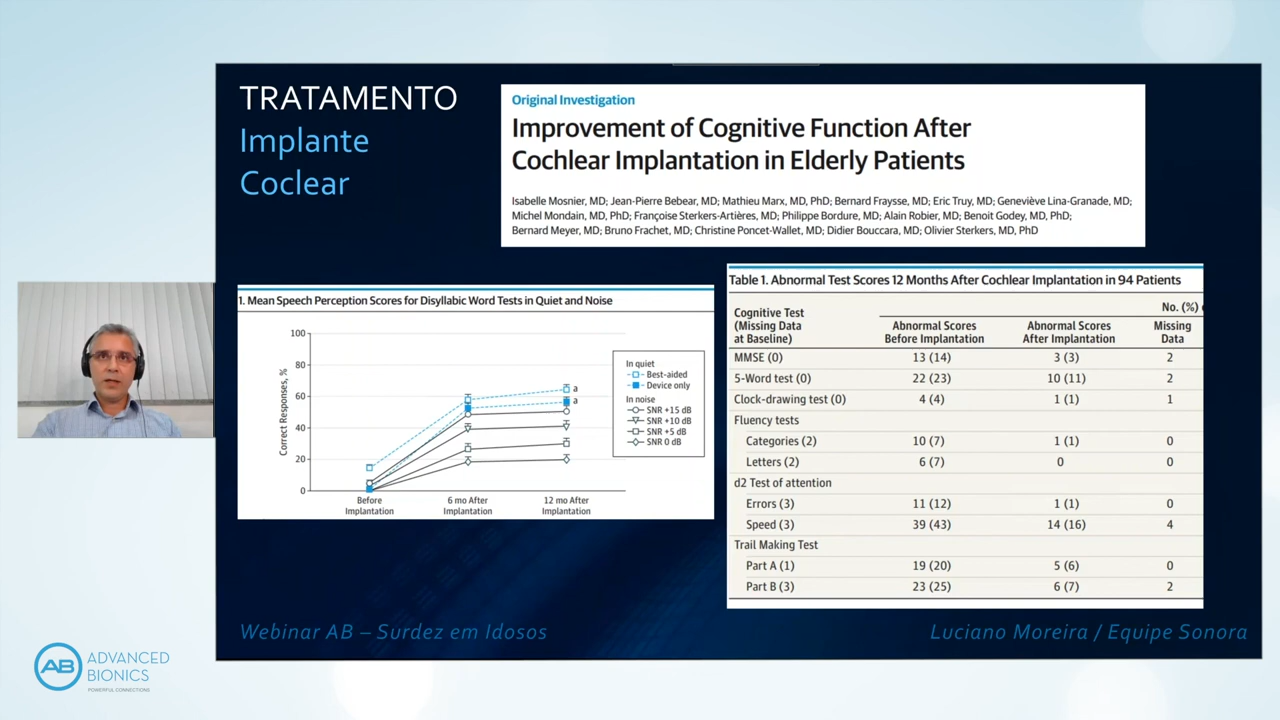 TRATAMENTO
Implante
Coclear
Original Investigation
Improvement of Cognitive Function After
Cochlear Implantation in Elderly Patients
Isabelle Mosnier, MD; Jean-Pierre Bebear, MD; Mathieu Marx, MD, PhD; Bernard Fraysse, MD; Eric Truy, MD; Geneviève Lina-Granade, MD;
Michel Mondain, MD, PhD; Françoise Sterkers-Artières, MD; Philippe Bordure, MD; Alain Robier, MD; Benoit Godey, MD, PhD;
Bernard Meyer, MD; Bruno Frachet, MD; Christine Poncet-Wallet, MD; Didier Bouccara, MD; Olivier Sterkers, MD, PhD
1. Mean Speech Perception Scores for Disyllabic Word Tests in Quiet and Noise
Correct Responses, %
100
80
60
40
20
0
a
a
Before
Implantation
6 mo After
Implantation
12 mo After
Implantation
In quiet
Best-aided
Device only
In noise
SNR +15 dB
SNR +10 dB
SNR +5 dB
SNR 0 dB
Table 1. Abnormal Test Scores 12 Months After Cochlear Implantation in 94 Patients
No. (%)
Cognitive Test
(Missing Data
at Baseline)
Abnormal Scores
Before Implantation
Abnormal Scores
After Implantation
Missing
Data
MMSE (0) 13 (14) 3 (3) 2
5-Word test (0) 22 (23) 10 (11) 2
Clock-drawing test (0) 4 (4) 1 (1) 1
Fluency tests
Categories (2) 10 (7) 1 (1) 0
Letters (2) 6 (7) 0 0
d2 Test of attention
Errors (3) 11 (12) 1 (1) 0
Speed (3) 39 (43) 14 (16) 4
Trail Making Test
Part A (1) 19 (20) 5 (6) 0
Part B (3) 23 (25) 6 (7) 2
Webinar AB – Surdez em Idosos
Luciano Moreira / Equipe Sonora
AB
ADVANCED
BIONICS
POWERFUL CONNECTIONS